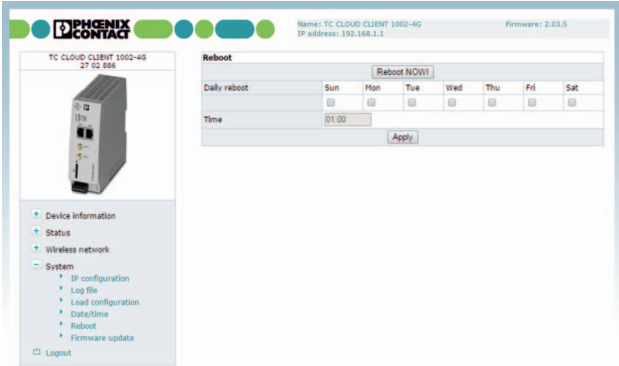 PHŒNIX
CONTACT
Name: TC CLOUD CLIENT 1002-4G
IP address: 192.168.1.1
Firmware: 2.03.5
TC CLOUD CLIENT 1002-4G
27 02 886
Reboot
Reboot NOW!
Daily reboot Sun Mon Tue Wed Thu Fri Sat
Time 01:00
Apply
Device information
Status
Wireless network
System
IP configuration
Log file
Load configuration
Date/time
Reboot
Firmware update
Logout